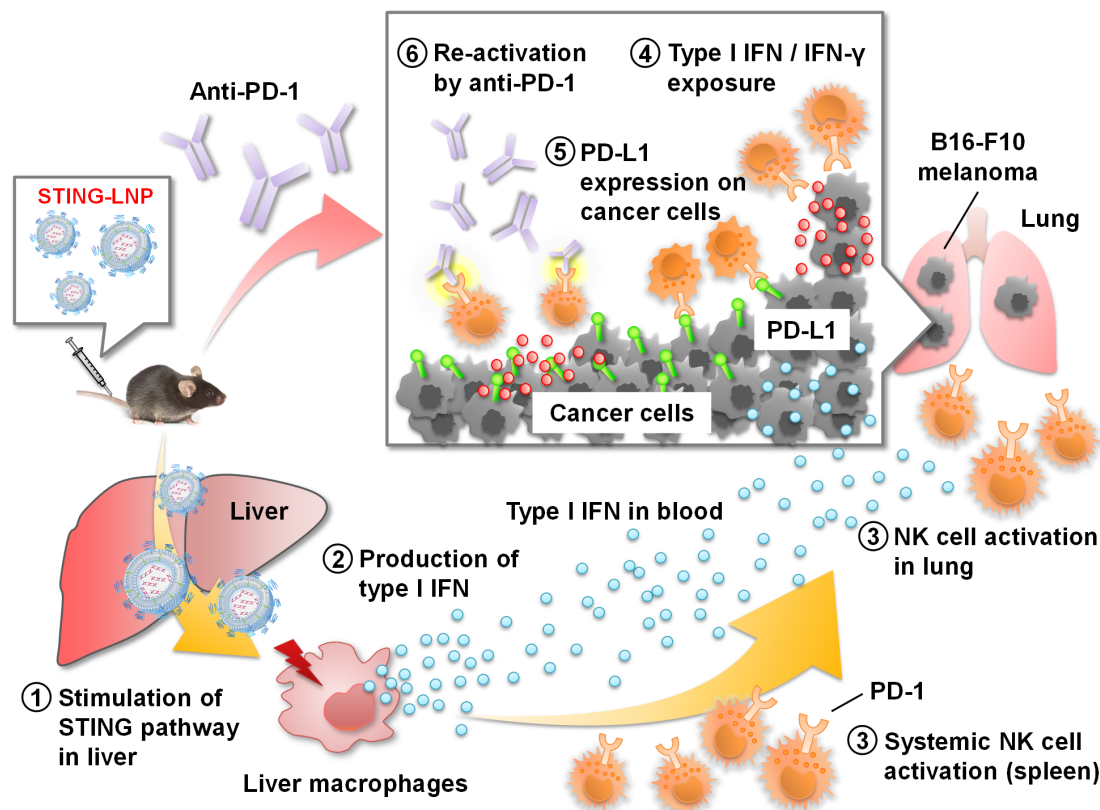 ⑥ Re-activation
by anti-PD-1
④ Type I IFN / IFN-γ
exposure
Anti-PD-1
⑤ PD-L1
expression on
cancer cells
B16-F10
melanoma
Lung
STING-LNP
PD-L1
Cancer cells
Liver
Type I IFN in blood
② Production of
type I IFN
③ NK cell activation
in lung
① Stimulation of
STING pathway
in liver
Liver macrophages
PD-1
③ Systemic NK cell
activation (spleen)